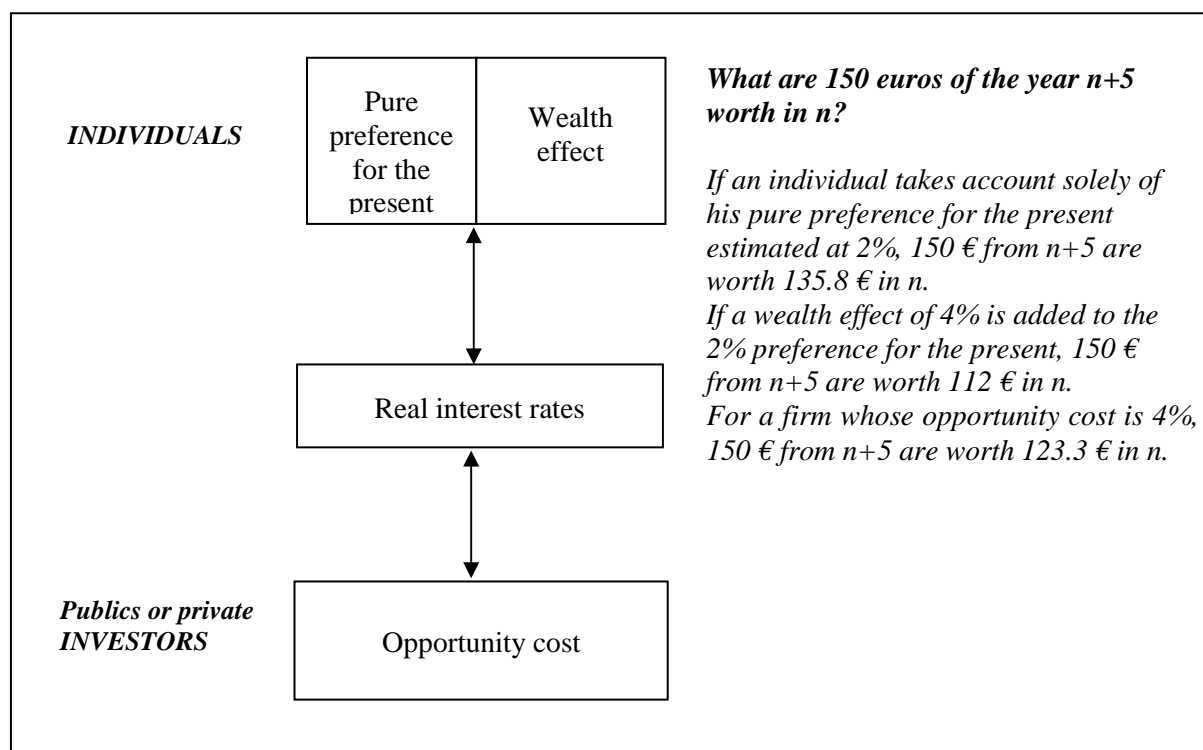 INDIVIDUALS
Pure
preference
for the
present
Wealth
effect
Real interest rates
Publics or private
INVESTORS
Opportunity cost
What are 150 euros of the year n+5
worth in n?
If an individual takes account solely of
his pure preference for the present
estimated at 2%, 150 € from n+5 are
worth 135.8 € in n.
If a wealth effect of 4% is added to the
2% preference for the present, 150 €
from n+5 are worth 112 € in n.
For a firm whose opportunity cost is 4%,
150 € from n+5 are worth 123.3 € in n.